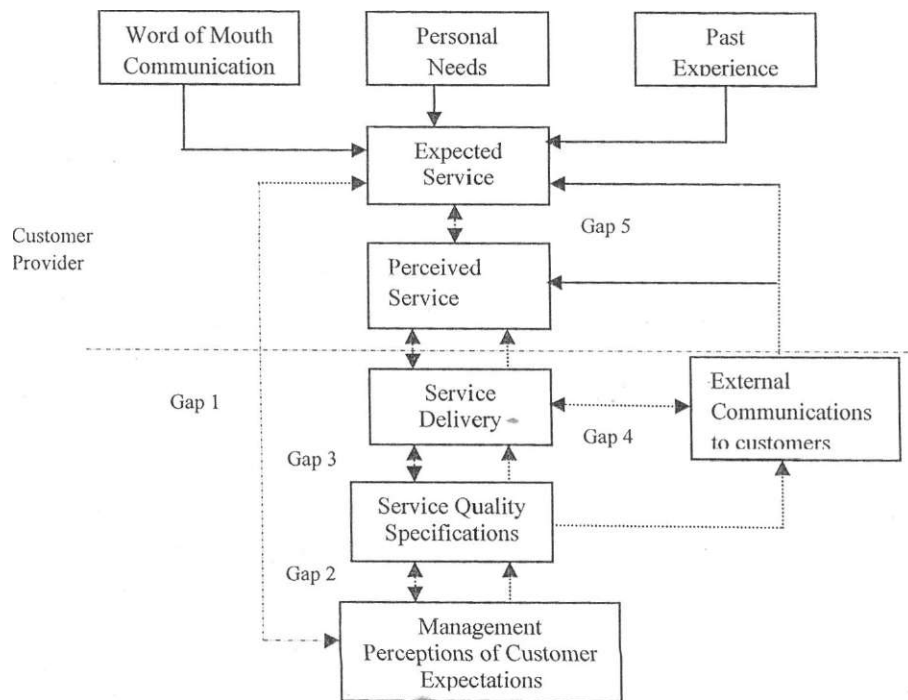 Word of Mouth
Communication
Personal
Needs
Past
Experience
Expected
Service
Gap 5
Customer
Provider
Perceived
Service
Gap 1
Service
Delivery
External
Communications
to customers
Gap 4
Gap 3
Service Quality
Specifications
Gap 2
Management
Perceptions of Customer
Expectations